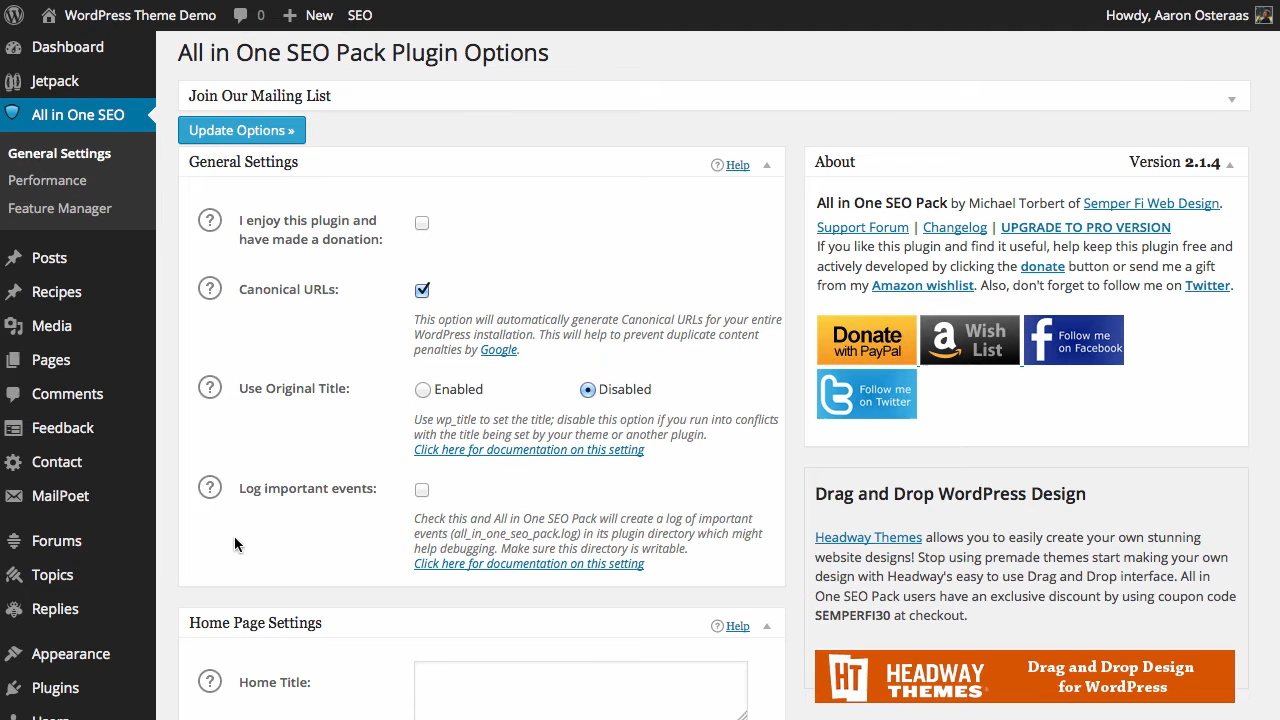 WordPress Theme Demo
0
New
SEO
Howdy, Aaron Osteraas
Dashboard
Jetpack
All in One SEO
General Settings
Performance
Feature Manager
Posts
Recipes
Media
Pages
Comments
Feedback
Contact
MailPoet
Forums
Topics
Replies
Appearance
Plugins
All in One SEO Pack Plugin Options
Join Our Mailing List
Update Options »
General Settings
? Help
? I enjoy this plugin and
have made a donation:
? Canonical URLs:
This option will automatically generate Canonical URLs for your entire
WordPress installation. This will help to prevent duplicate content
penalties by Google.
? Use Original Title:
Enabled
Disabled
Use wp_title to set the title; disable this option if you run into conflicts
with the title being set by your theme or another plugin.
Click here for documentation on this setting
? Log important events:
Check this and All in One SEO Pack will create a log of important
events (all_in_one_seo_pack.log) in its plugin directory which might
help debugging. Make sure this directory is writable.
Click here for documentation on this setting
Home Page Settings
? Help
? Home Title:
About
Version 2.1.4
All in One SEO Pack by Michael Torbert of Semper Fi Web Design.
Support Forum | Changelog | UPGRADE TO PRO VERSION
If you like this plugin and find it useful, help keep this plugin free and
actively developed by clicking the donate button or send me a gift
from my Amazon wishlist. Also, don't forget to follow me on Twitter.
Donate
with PayPal
a Wish
List
f Follow me
on Facebook
t Follow me
on Twitter
Drag and Drop WordPress Design
Headway Themes allows you to easily create your own stunning
website designs! Stop using premade themes start making your own
design with Headway's easy to use Drag and Drop interface. All in
One SEO Pack users have an exclusive discount by using coupon code
SEMPERFI30 at checkout.
HT HEADWAY
THEMES
Drag and Drop Design
for WordPress